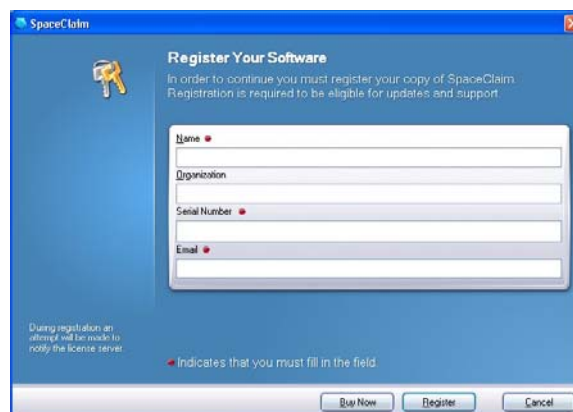 SpaceClaim
Register Your Software
In order to continue you must register your copy of SpaceClaim.
Registration is required to be eligible for updates and support.
Name
Organization
Serial Number
Email
During registration an
attempt will be made to
notify the license server.
Indicates that you must fill in the field.
Buy Now
Register
Cancel